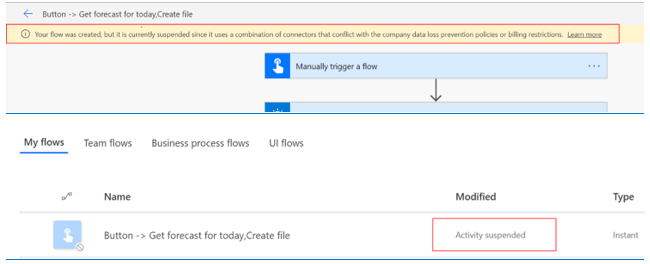 ← Button -> Get forecast for today,Create file
Your flow was created, but it is currently suspended since it uses a combination of connectors that conflict with the company data loss prevention policies or billing restrictions. Learn more
Manually trigger a flow ...
My flows Team flows Business process flows UI flows
Name Modified Type
Button -> Get forecast for today,Create file Activity suspended Instant